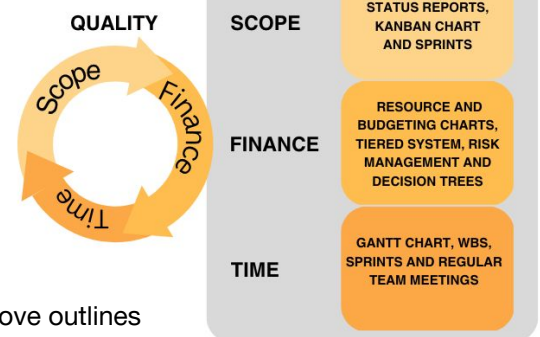 QUALITY
Scope
Finance
Time
SCOPE
STATUS REPORTS,
KANBAN CHART
AND SPRINTS
FINANCE
RESOURCE AND
BUDGETING CHARTS,
TIERED SYSTEM, RISK
MANAGEMENT AND
DECISION TREES
TIME
GANTT CHART, WBS,
SPRINTS AND REGULAR
TEAM MEETINGS
ove outlines